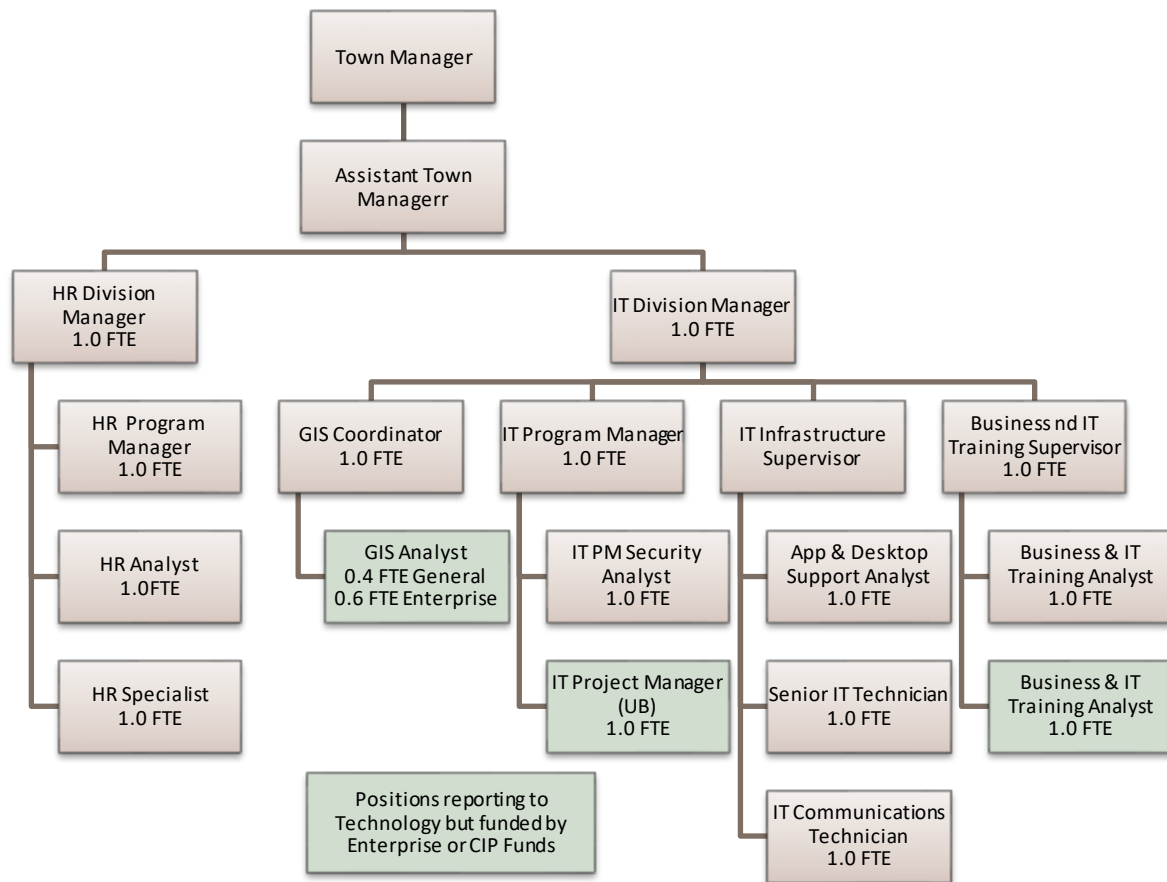 Town Manager
Assistant Town
Managerr
HR Division
Manager
1.0 FTE
IT Division Manager
1.0 FTE
HR Program
Manager
1.0 FTE
HR Analyst
1.0FTE
HR Specialist
1.0 FTE
GIS Coordinator
1.0 FTE
GIS Analyst
0.4 FTE General
0.6 FTE Enterprise
IT Program Manager
1.0 FTE
IT PM Security
Analyst
1.0 FTE
IT Project Manager
(UB)
1.0 FTE
IT Infrastructure
Supervisor
App & Desktop
Support Analyst
1.0 FTE
Senior IT Technician
1.0 FTE
IT Communications
Technician
1.0 FTE
Business nd IT
Training Supervisor
1.0 FTE
Business & IT
Training Analyst
1.0 FTE
Business & IT
Training Analyst
1.0 FTE
Positions reporting to
Technology but funded by
Enterprise or CIP Funds